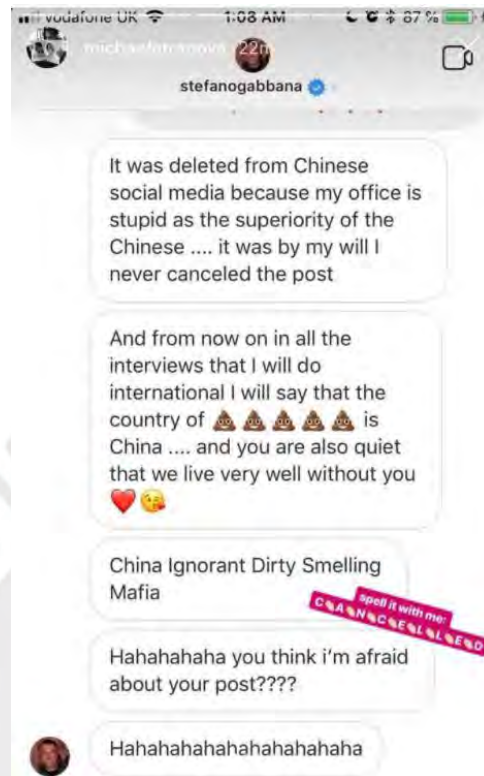 vodafone UK 1:08 AM 87 %
22m
stefanogabbana
It was deleted from Chinese
social media because my office is
stupid as the superiority of the
Chinese .... it was by my will I
never canceled the post
And from now on in all the
interviews that I will do
international I will say that the
country of 💩 💩 💩 💩 💩 is
China .... and you are also quiet
that we live very well without you
❤️ 😘
China Ignorant Dirty Smelling
Mafia
spell it with me:
C A N C E L L E D
Hahahahaha you think i'm afraid
about your post????
Hahahahahahahahahahaha